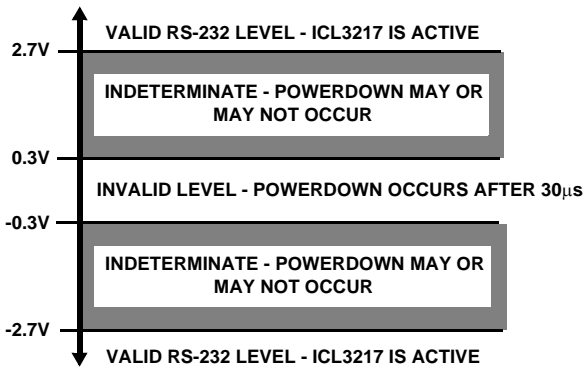 VALID RS-232 LEVEL - ICL3217 IS ACTIVE
2.7V
INDETERMINATE - POWERDOWN MAY OR
MAY NOT OCCUR
0.3V
INVALID LEVEL - POWERDOWN OCCURS AFTER 30μs
-0.3V
INDETERMINATE - POWERDOWN MAY OR
MAY NOT OCCUR
-2.7V
VALID RS-232 LEVEL - ICL3217 IS ACTIVE